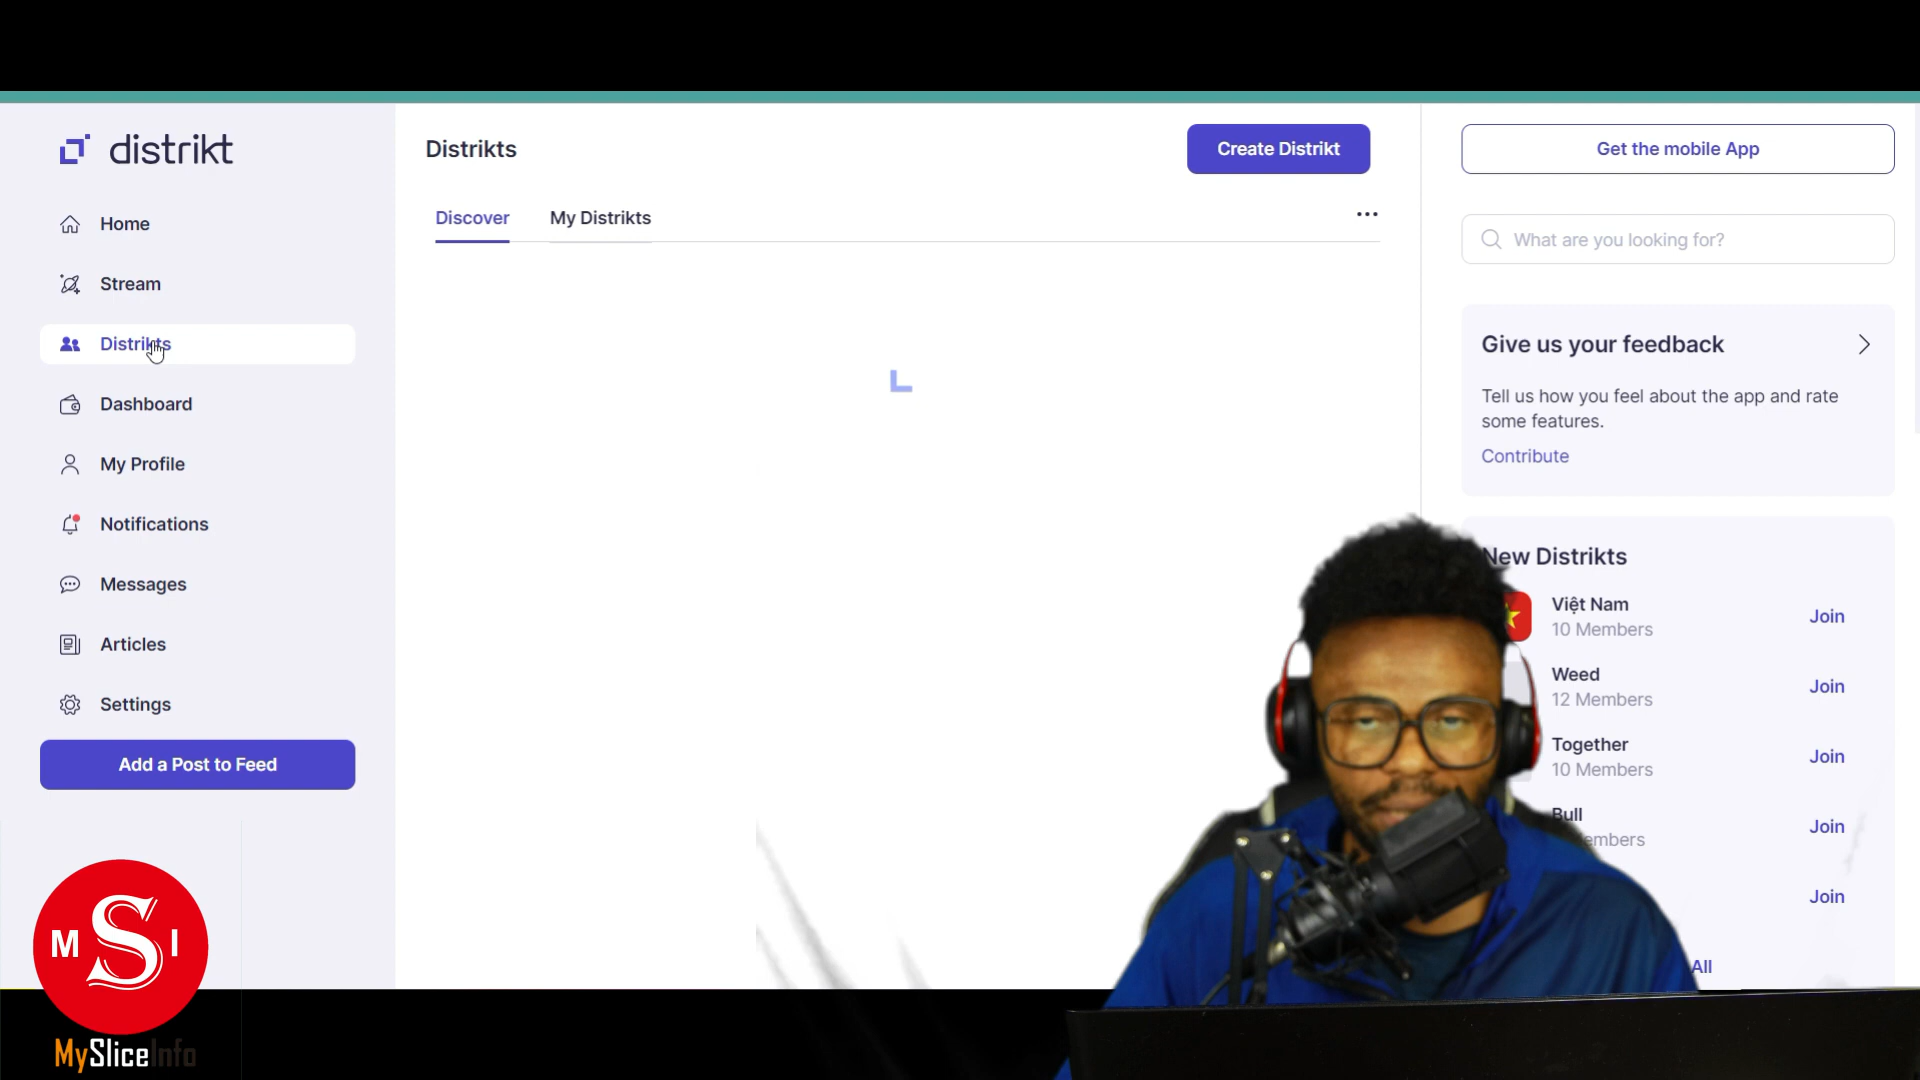 distrikt
Home
Stream
Distrikts
Dashboard
My Profile
Notifications
Messages
Articles
Settings
Add a Post to Feed
M S I
MySliceInfo
Distrikts
Create Distrikt
Discover
My Distrikts
Get the mobile App
What are you looking for?
Give us your feedback
Tell us how you feel about the app and rate
some features.
Contribute
New Distrikts
Việt Nam
10 Members
Join
Weed
12 Members
Join
Together
10 Members
Join
Bull
embers
Join
Join
All